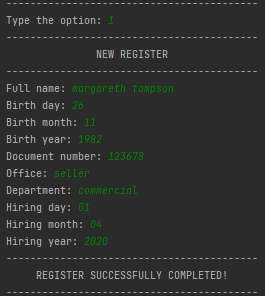 ----------------------------------------
Type the option: 1
----------------------------------------
NEW REGISTER
----------------------------------------
Full name: margareth tompson
Birth day: 26
Birth month: 11
Birth year: 1982
Document number: 123678
Office: seller
Department: commercial
Hiring day: 01
Hiring month: 04
Hiring year: 2020
----------------------------------------
REGISTER SUCCESSFULLY COMPLETED!
----------------------------------------